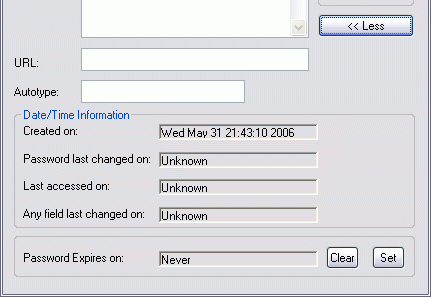 << Less
URL:
Autotype:
Date/Time Information
Created on: Wed May 31 21:43:10 2006
Password last changed on: Unknown
Last accessed on: Unknown
Any field last changed on: Unknown
Password Expires on: Never Clear Set